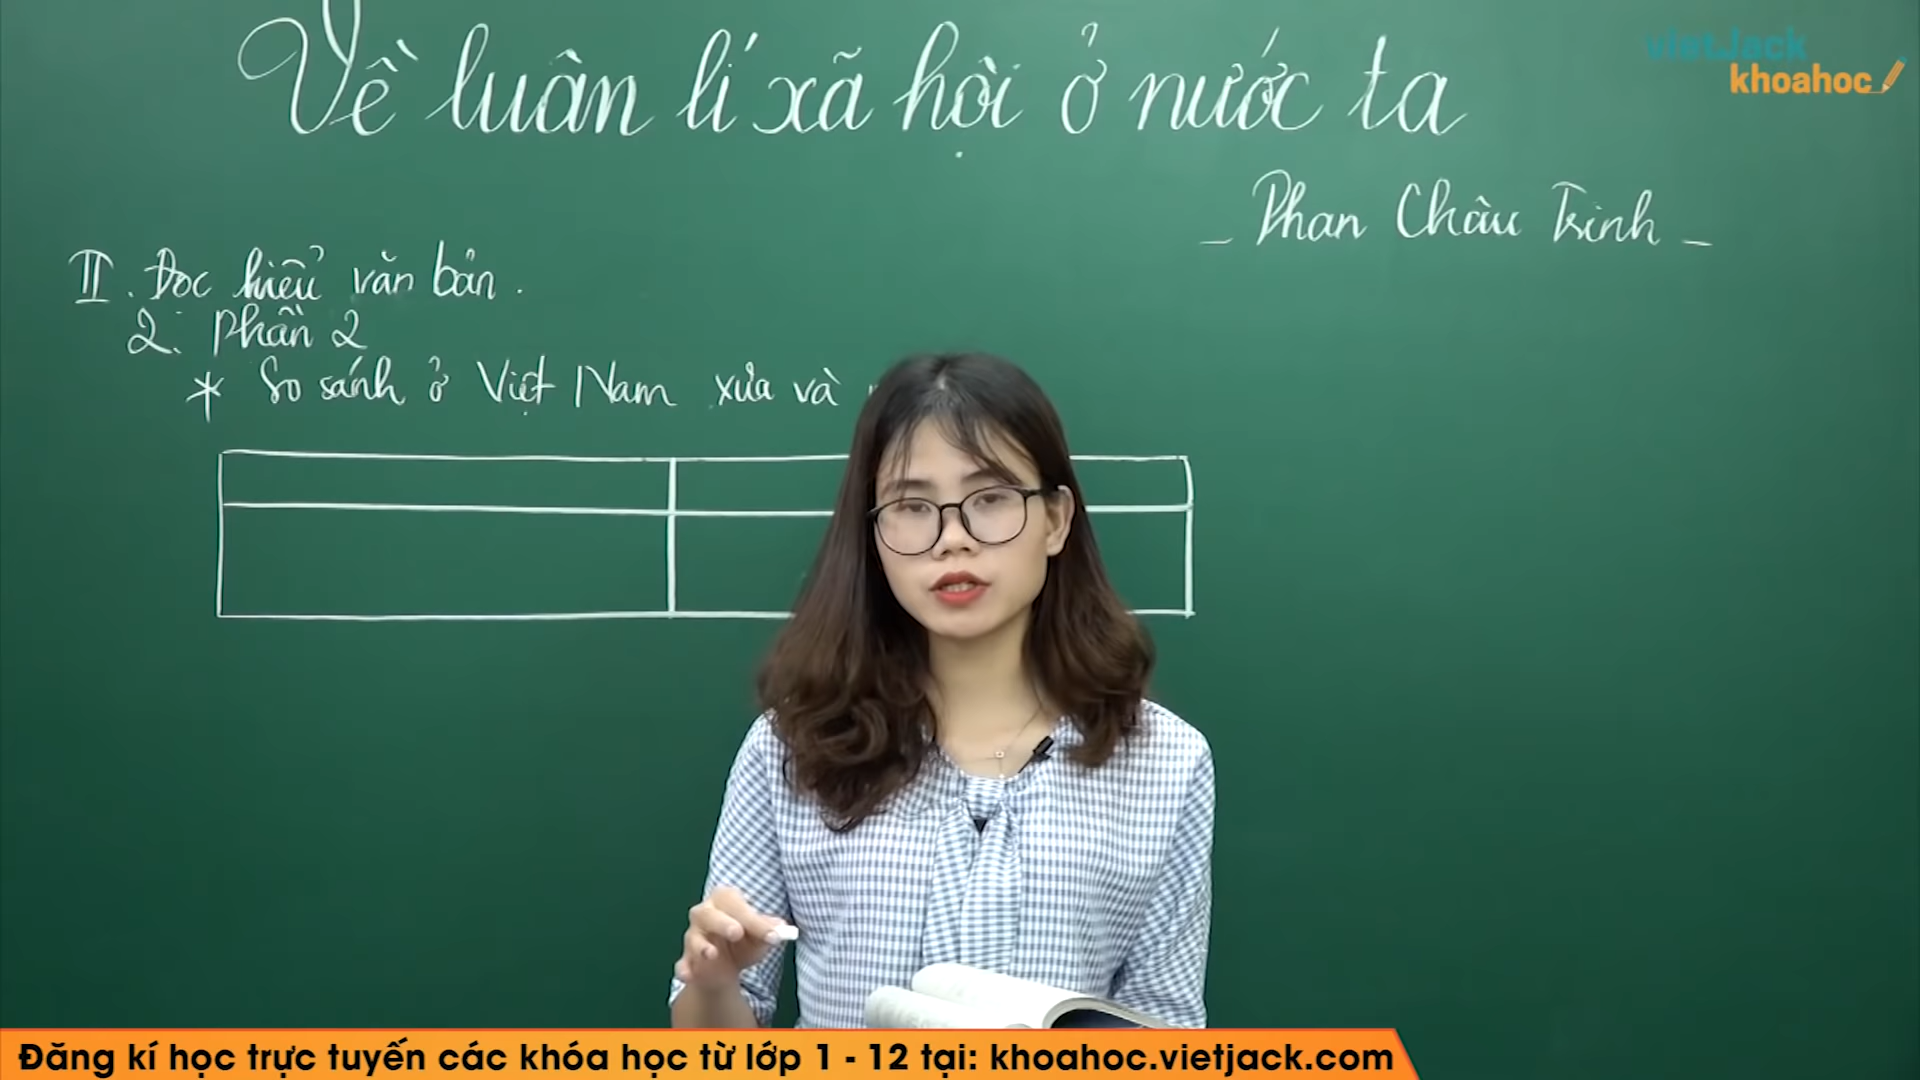 Về luân lí xã hội ở nước ta
vietJack
khoahoc
_ Phan Châu Trinh _
II. Đọc hiểu văn bản.
2. Phần 2
* So sánh ở Việt Nam xưa và
Đăng kí học trực tuyến các khóa học từ lớp 1 - 12 tại: khoahoc.vietjack.com